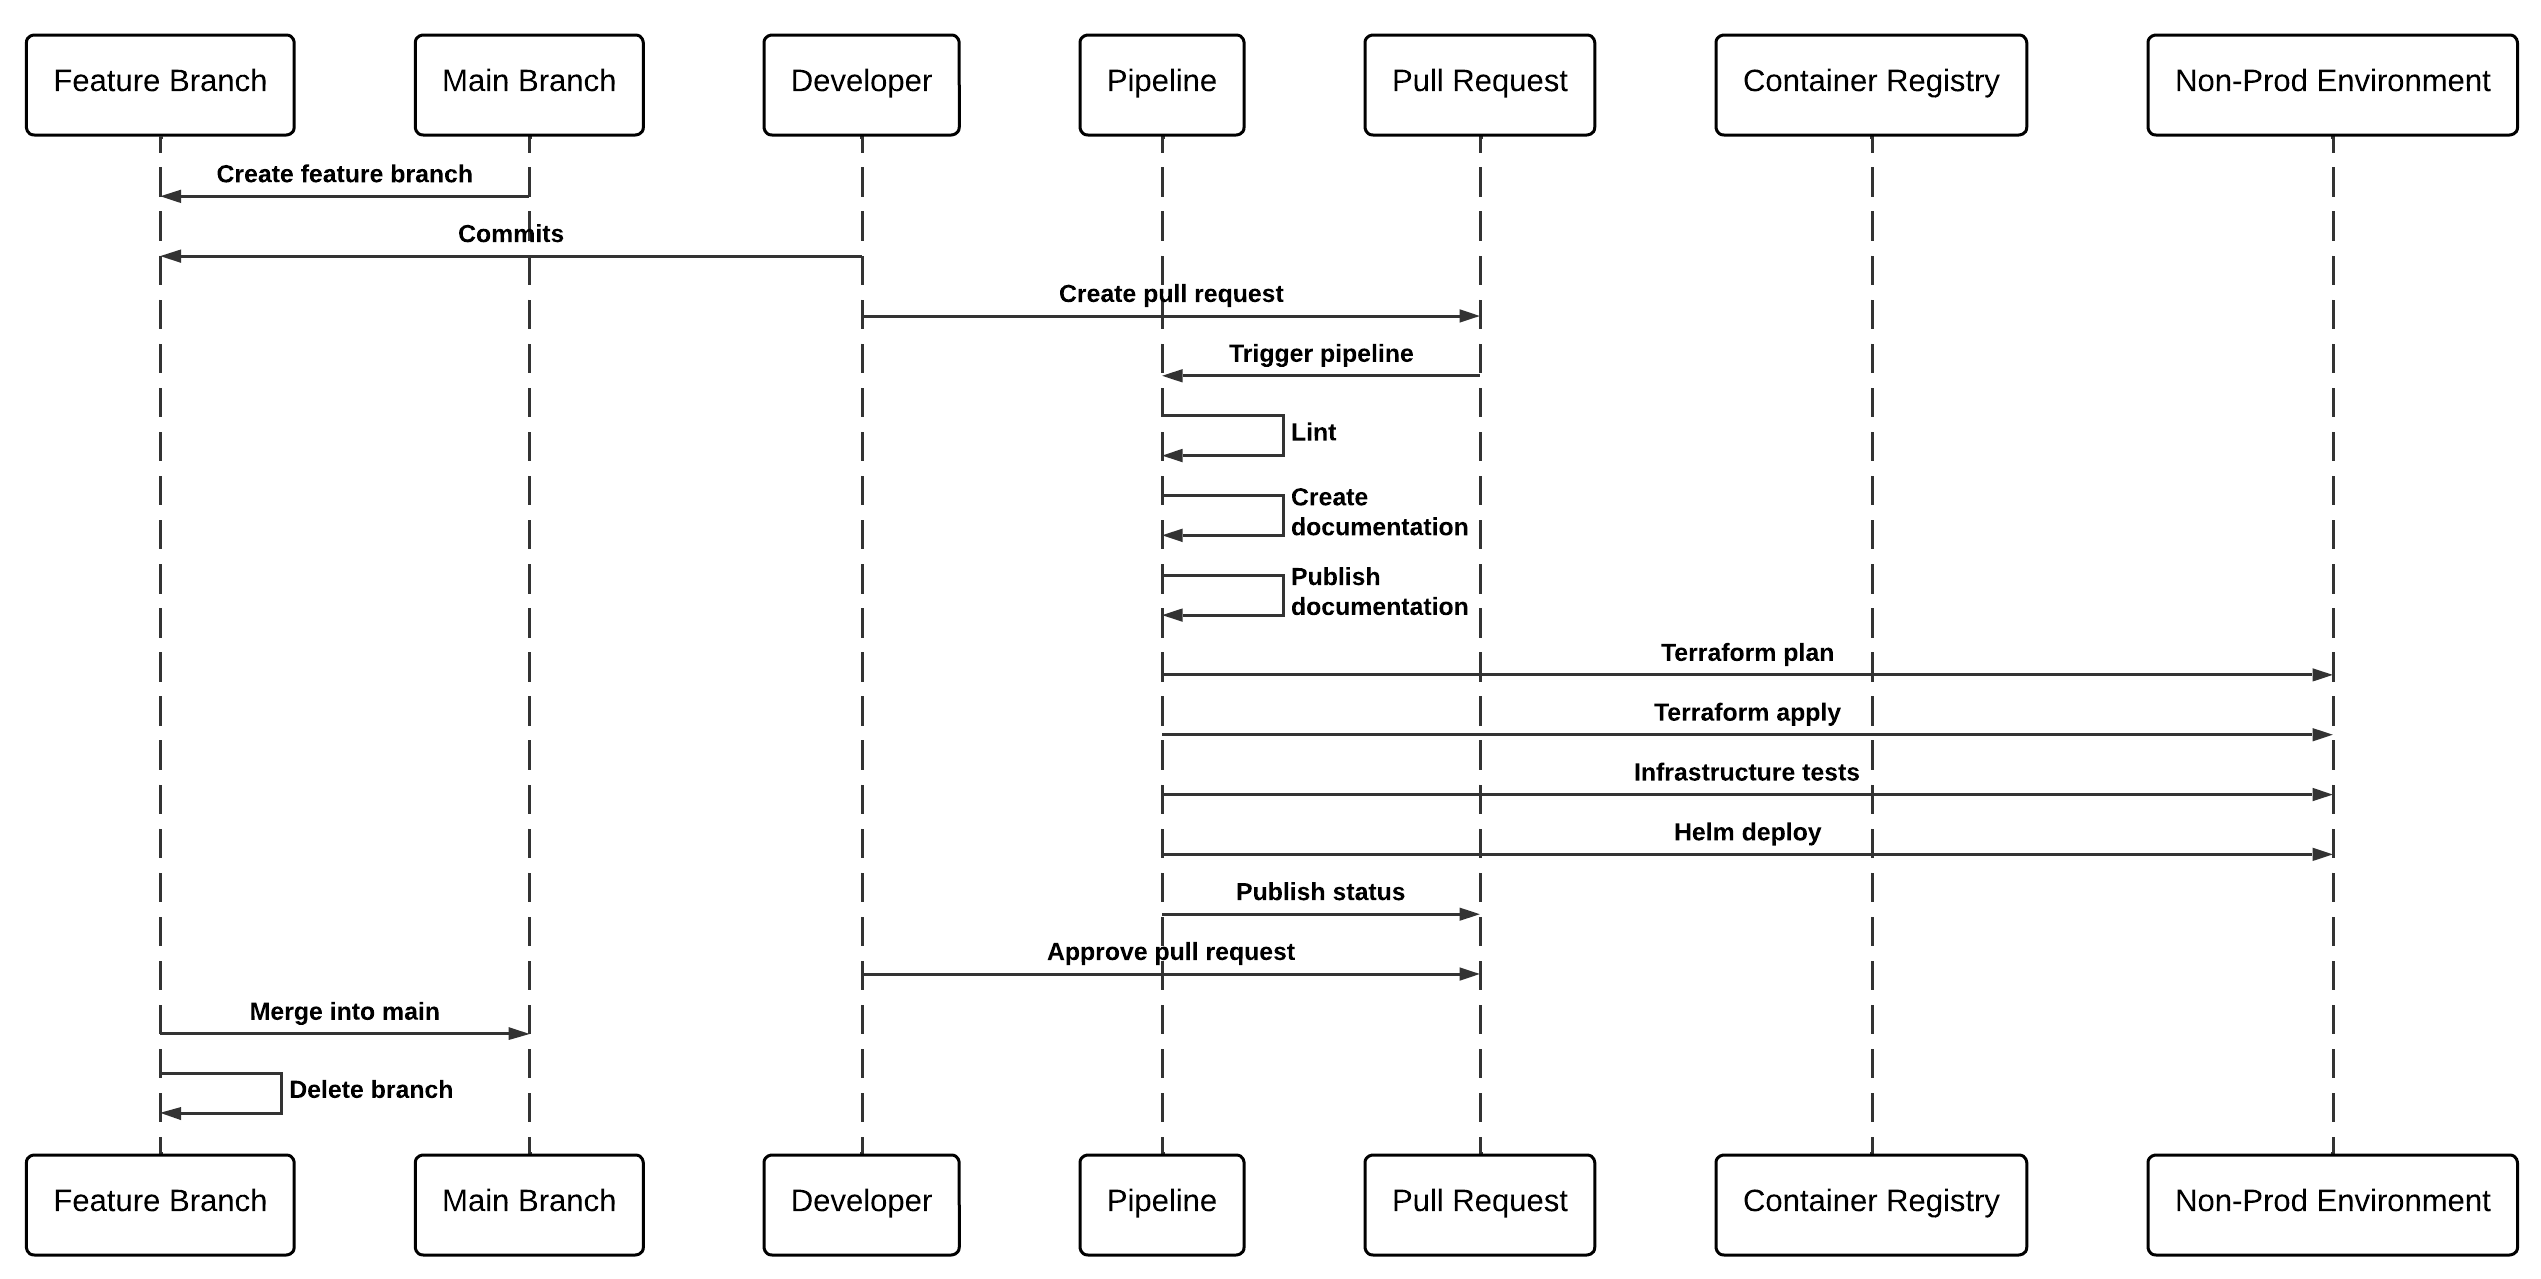 Feature Branch
Main Branch
Developer
Pipeline
Pull Request
Container Registry
Non-Prod Environment
Create feature branch
Commits
Create pull request
Trigger pipeline
Lint
Create
documentation
Publish
documentation
Terraform plan
Terraform apply
Infrastructure tests
Helm deploy
Publish status
Approve pull request
Merge into main
Delete branch
Feature Branch
Main Branch
Developer
Pipeline
Pull Request
Container Registry
Non-Prod Environment